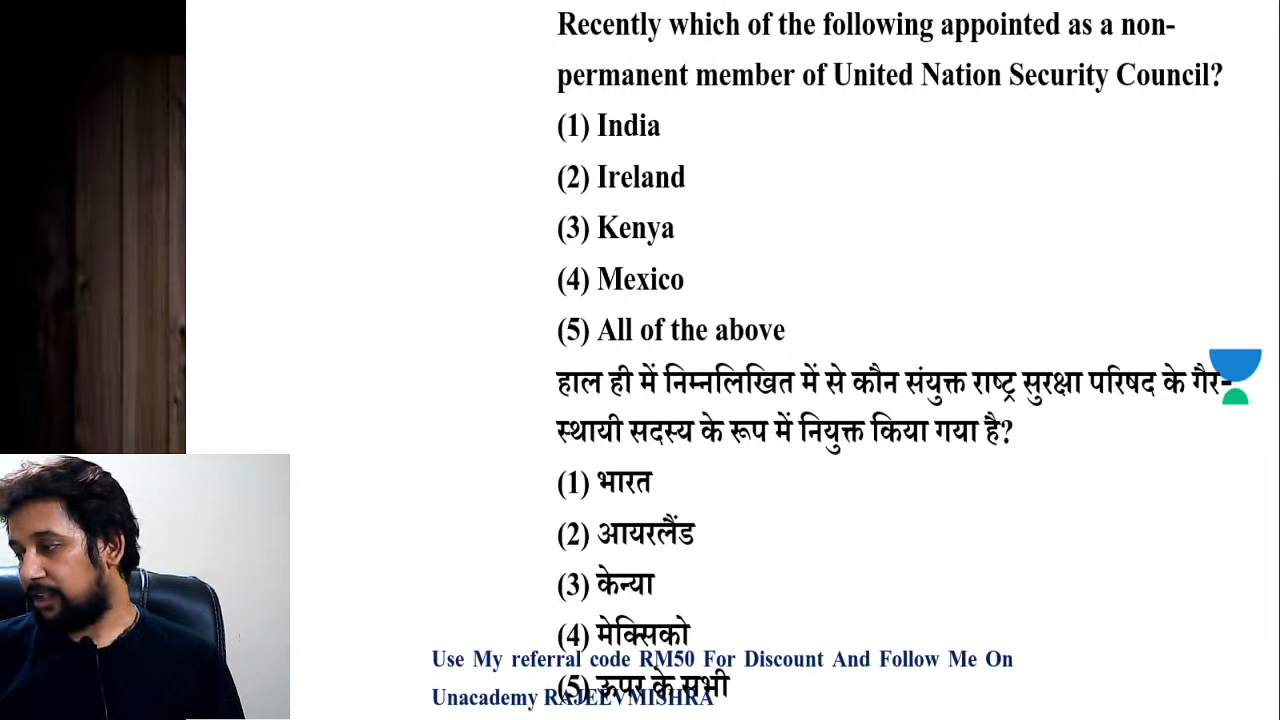 Recently which of the following appointed as a non-
permanent member of United Nation Security Council?
(1) India
(2) Ireland
(3) Kenya
(4) Mexico
(5) All of the above
हाल ही में निम्नलिखित में से कौन संयुक्त राष्ट्र सुरक्षा परिषद के गैर-
स्थायी सदस्य के रूप में नियुक्त किया गया है?
(1) भारत
(2) आयरलैंड
(3) केन्या
(4) मेक्सिको
Use My referral code RM50 For Discount And Follow Me On
(5) ऊपर के सभी
Unacademy RAJEEVMISHRA